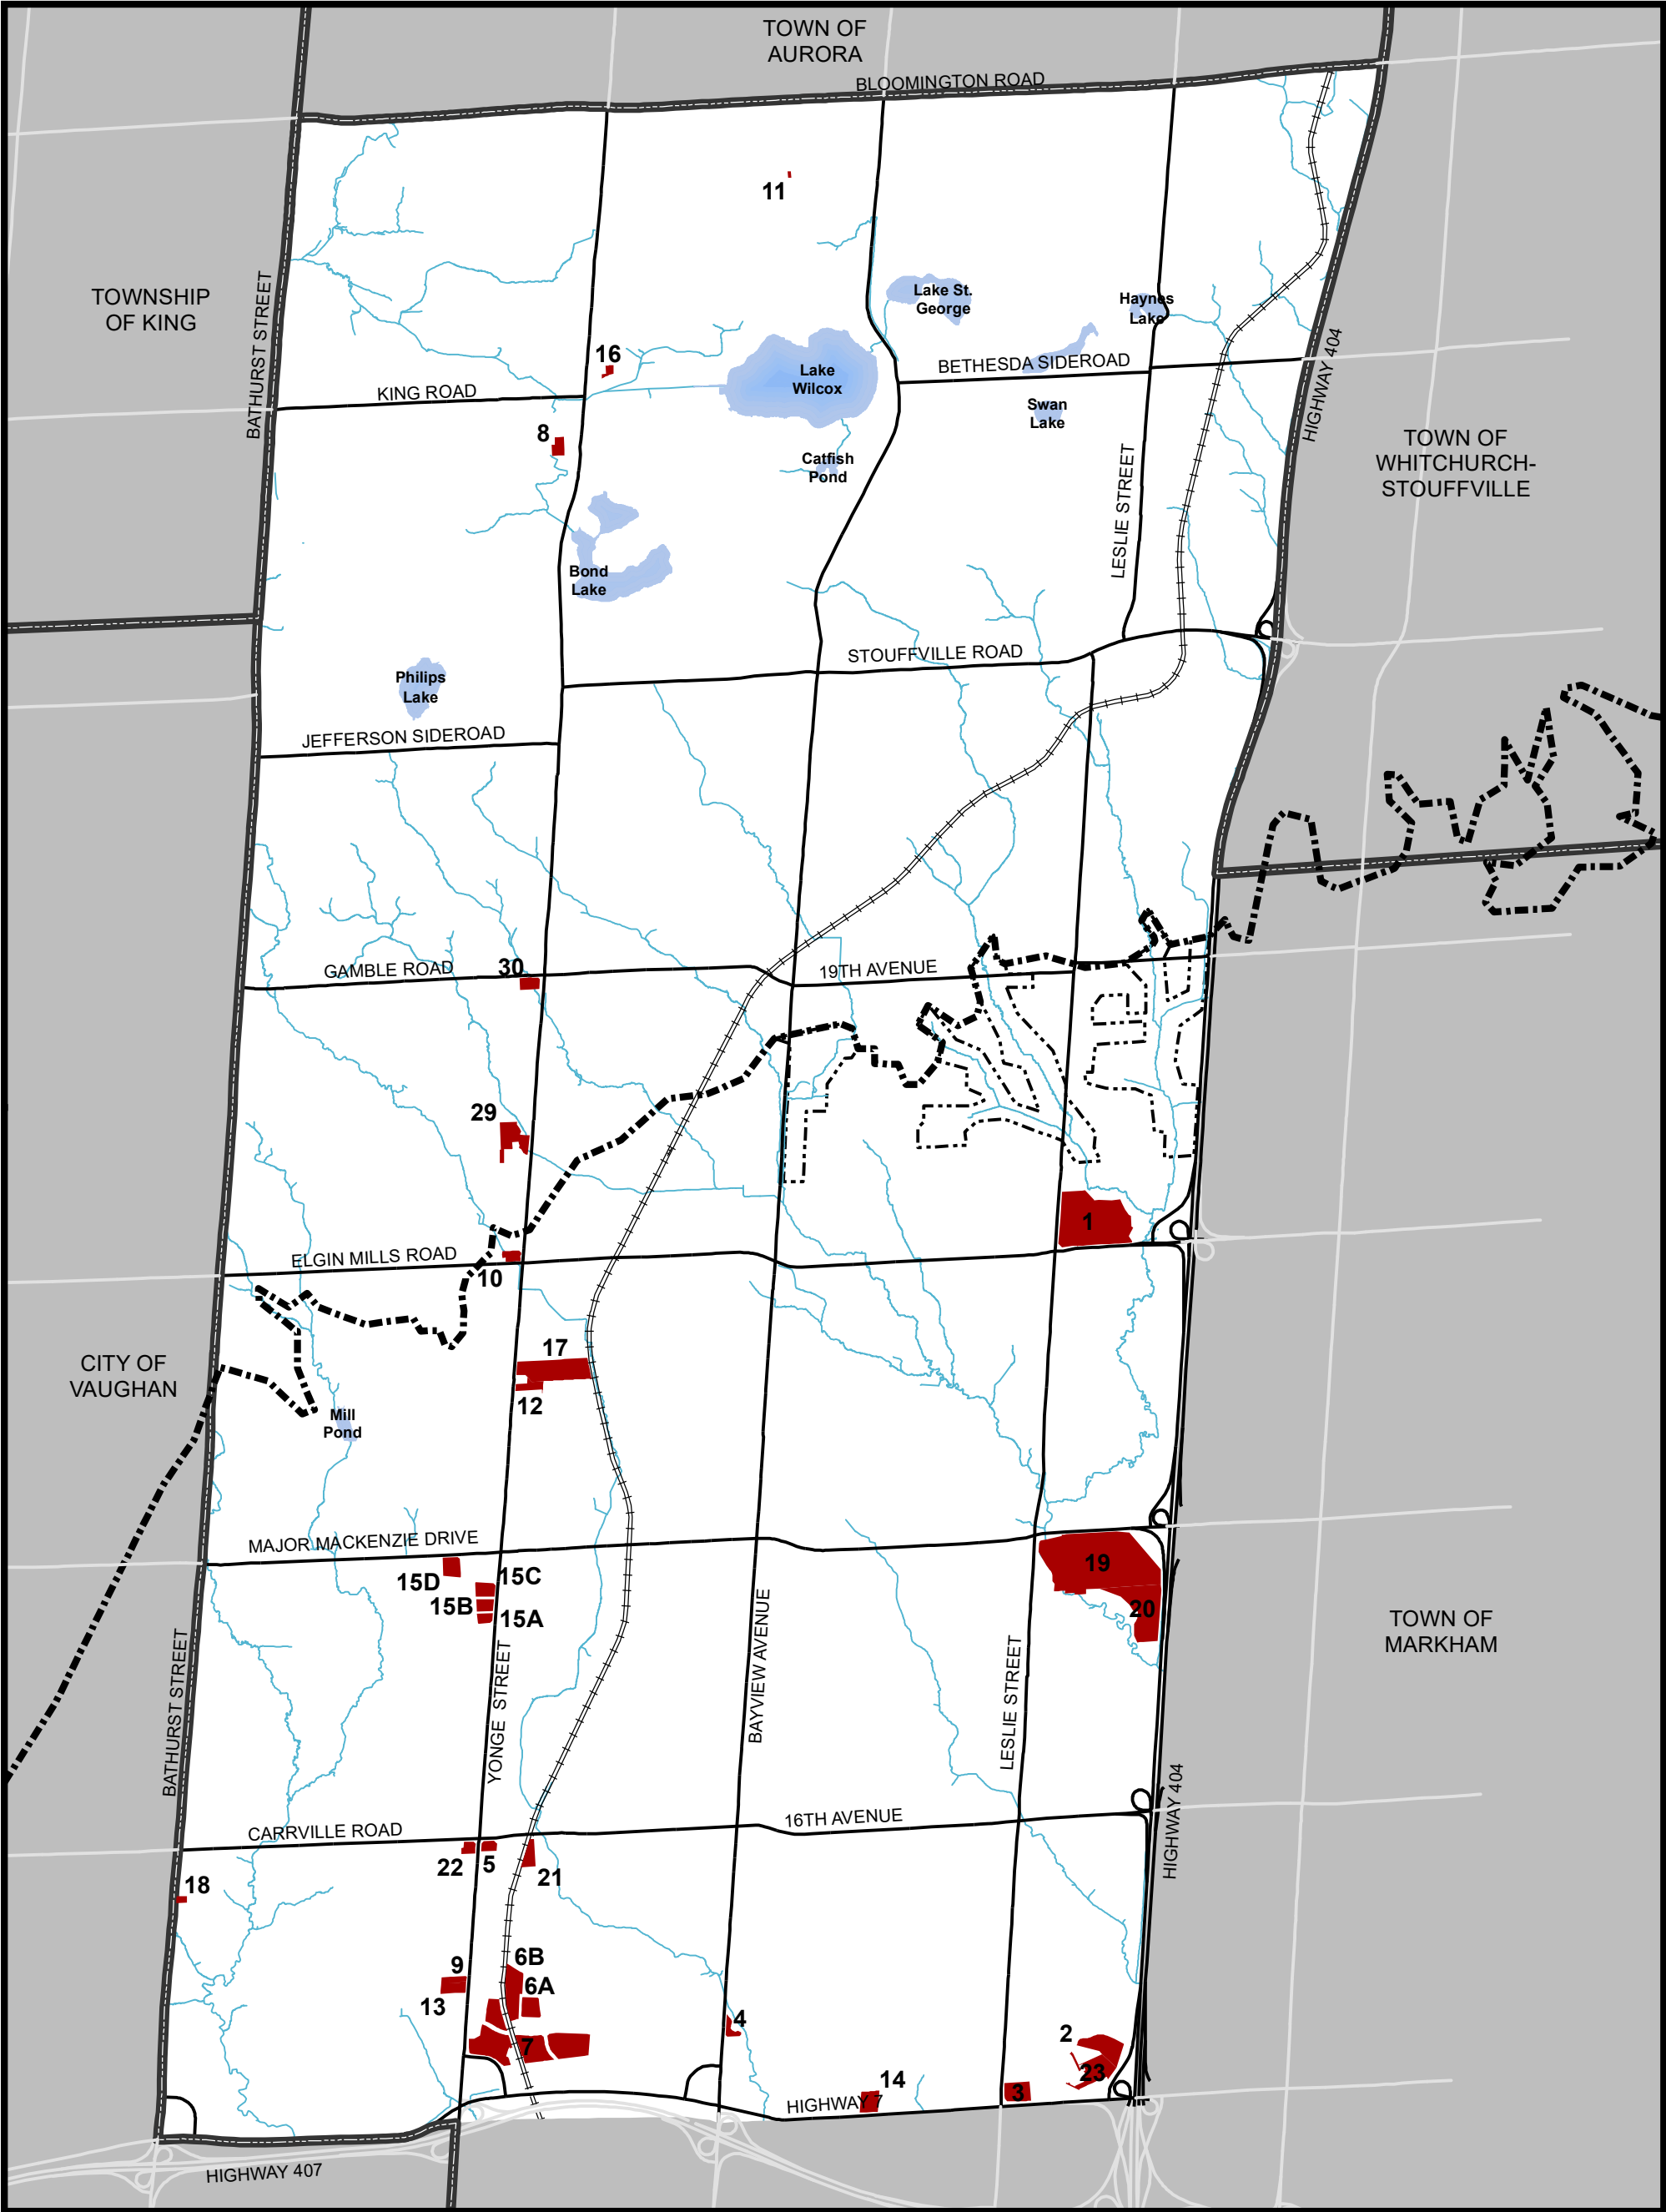 TOWN OF
AURORA
BLOOMINGTON ROAD
11
TOWNSHIP
OF KING
BATHURST STREET
Lake St.
George
Haynes
Lake
16
Lake
Wilcox
BETHESDA SIDEROAD
HIGHWAY 404
KING ROAD
Swan
Lake
8
TOWN OF
WHITCHURCH-
STOUFFVILLE
Catfish
Pond
LESLIE STREET
Bond
Lake
STOUFFVILLE ROAD
Philips
Lake
JEFFERSON SIDEROAD
GAMBLE ROAD
30
19TH AVENUE
29
1
ELGIN MILLS ROAD
10
17
CITY OF
VAUGHAN
12
Mill
Pond
MAJOR MACKENZIE DRIVE
19
15D
15C
15B
15A
20
TOWN OF
MARKHAM
BATHURST STREET
YONGE STREET
BAYVIEW AVENUE
LESLIE STREET
HIGHWAY 404
16TH AVENUE
CARRVILLE ROAD
22
5
21
18
6B
9
6A
13
4
2
7
23
14
3
HIGHWAY 7
HIGHWAY 407